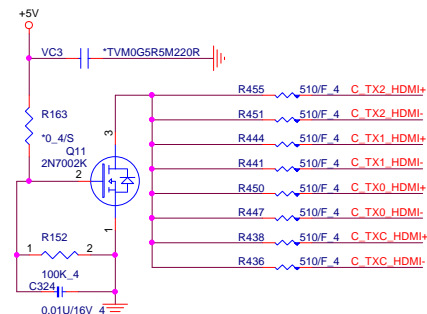 +5V
VC3 *TVM0G5R5M220R
R163
*0_4/S
Q11
2N7002K
3
2
1
R152
1 2
100K_4
C324
0.01U/16V_4
R455 510/F_4 C_TX2_HDMI+
R451 510/F_4 C_TX2_HDMI-
R444 510/F_4 C_TX1_HDMI+
R441 510/F_4 C_TX1_HDMI-
R450 510/F_4 C_TX0_HDMI+
R447 510/F_4 C_TX0_HDMI-
R438 510/F_4 C_TXC_HDMI+
R436 510/F_4 C_TXC_HDMI-